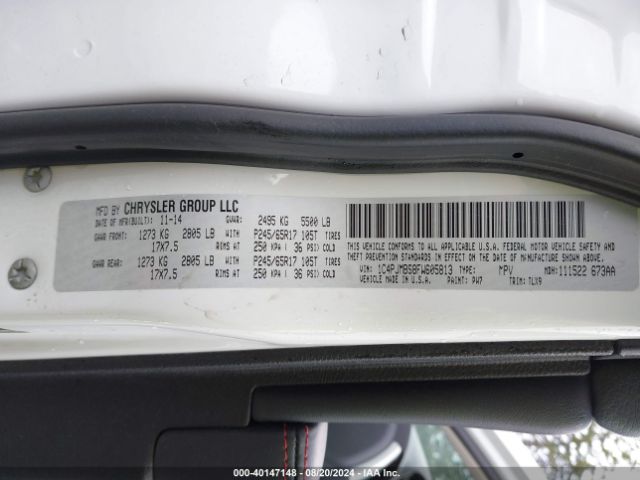 MFD BY CHRYSLER GROUP LLC
DATE OF MFR(BUILT): 11-14 GVWR: 2495 KG 5500 LB
GAWR FRONT: 1273 KG 2805 LB WITH P245/65R17 105T TIRES
17X7.5 RIMS AT 250 KPA ( 36 PSI) COLD
GAWR REAR: 1273 KG 2805 LB WITH P245/65R17 105T TIRES
17X7.5 RIMS AT 250 KPA ( 36 PSI) COLD
THIS VEHICLE CONFORMS TO ALL APPLICABLE U.S.A. FEDERAL MOTOR VEHICLE SAFETY AND
THEFT PREVENTION STANDARDS IN EFFECT ON THE DATE OF MANUFACTURE SHOWN ABOVE
VIN: 1C4PJMBS8FW605813 TYPE: MPV MDH: 111522 673AA
VEHICLE MADE IN U.S.A. PAINT: PW7 TRIM: TLX9
000-40147148 - 08/20/2024 - IAA Inc.